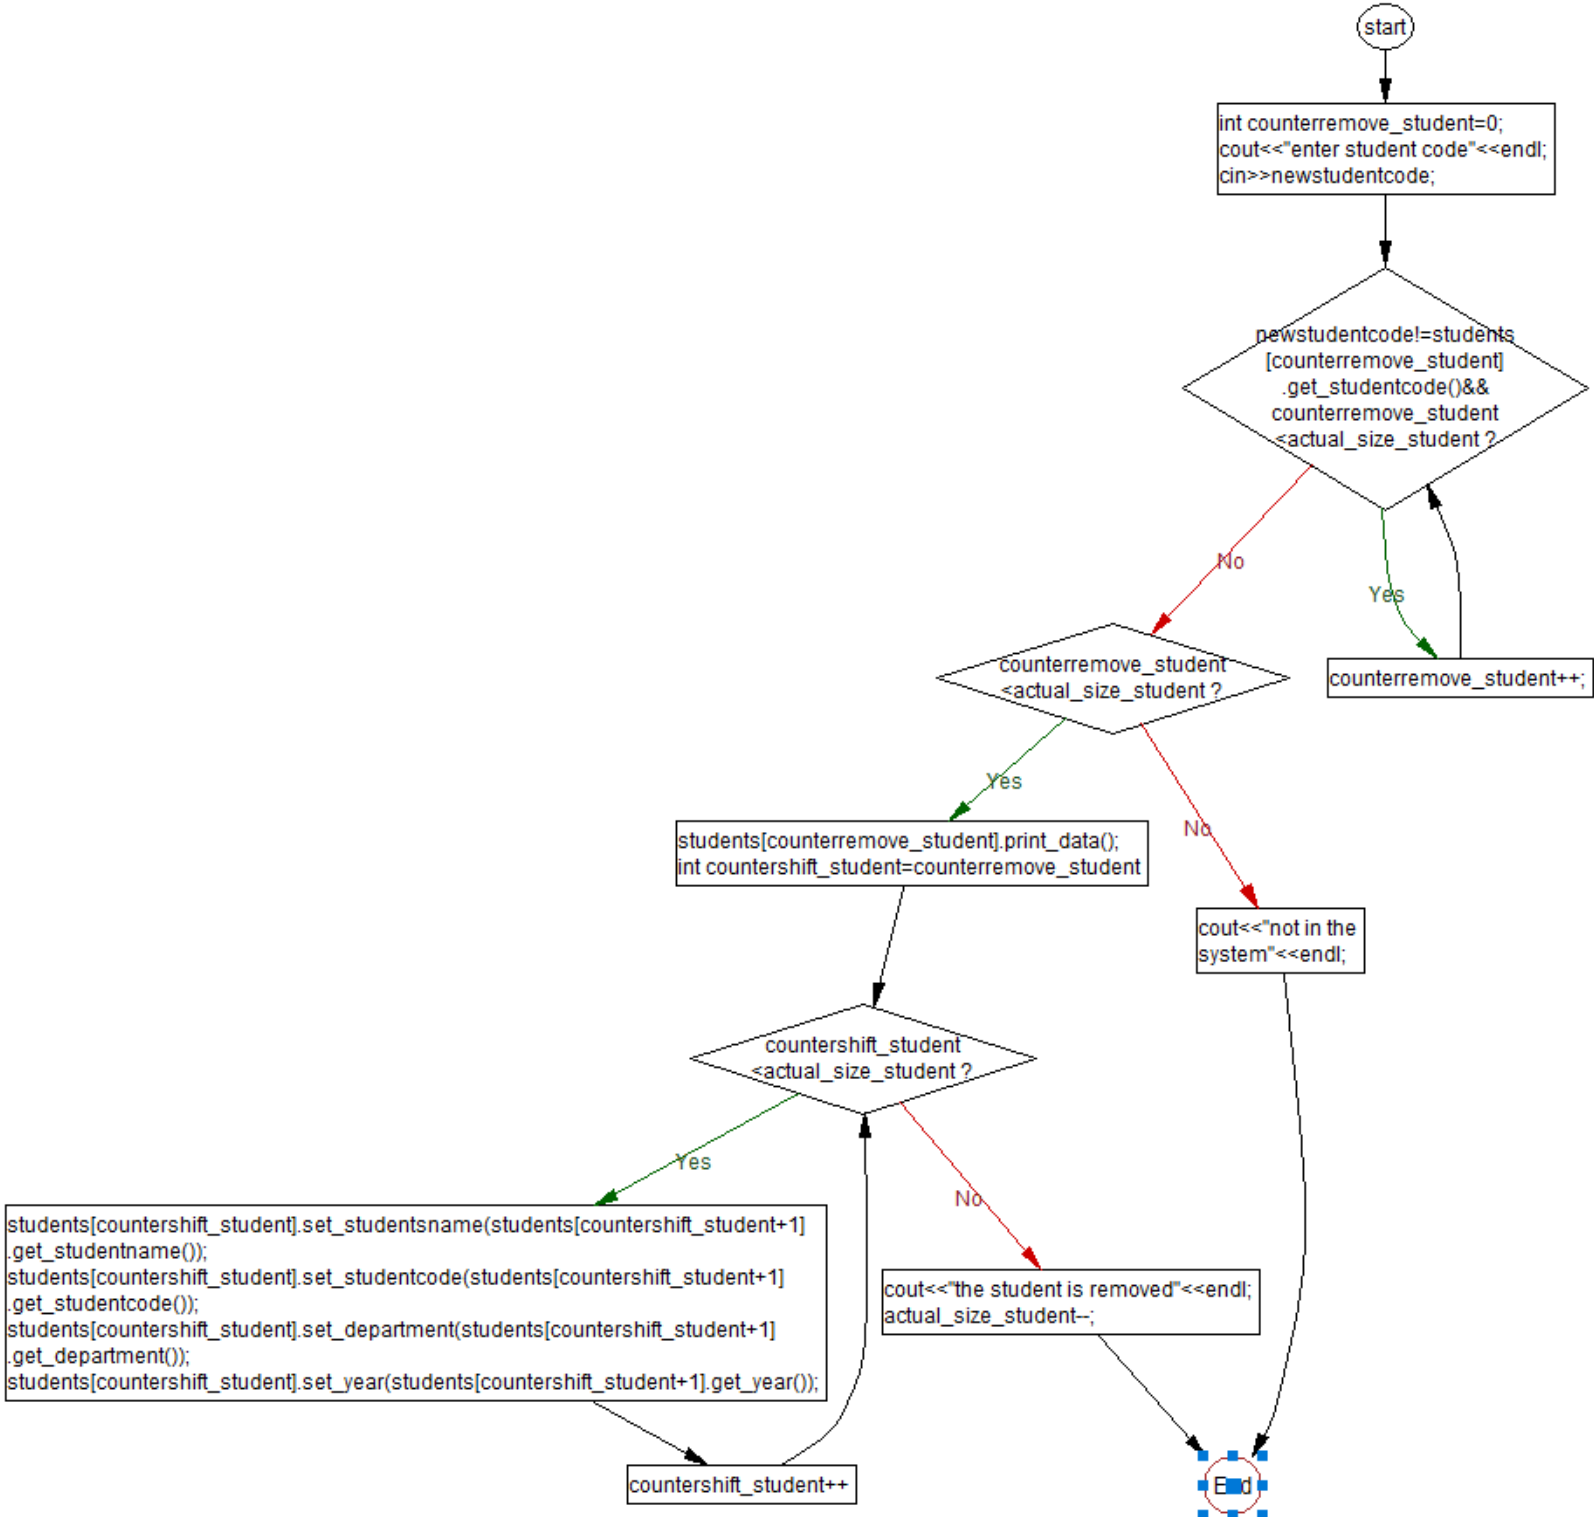 start
int counterremove_student=0;
cout<<"enter student code"<<endl;
cin>>newstudentcode;
newstudentcode!=students
[counterremove_student]
.get_studentcode()&&
counterremove_student
<actual_size_student ?
No
Yes
counterremove_student
<actual_size_student ?
counterremove_student++;
Yes
No
students[counterremove_student].print_data();
int countershift_student=counterremove_student
cout<<"not in the
system"<<endl;
countershift_student
<actual_size_student ?
Yes
No
students[countershift_student].set_studentsname(students[countershift_student+1]
.get_studentname());
students[countershift_student].set_studentcode(students[countershift_student+1]
.get_studentcode());
students[countershift_student].set_department(students[countershift_student+1]
.get_department());
students[countershift_student].set_year(students[countershift_student+1].get_year());
cout<<"the student is removed"<<endl;
actual_size_student--;
countershift_student++
End